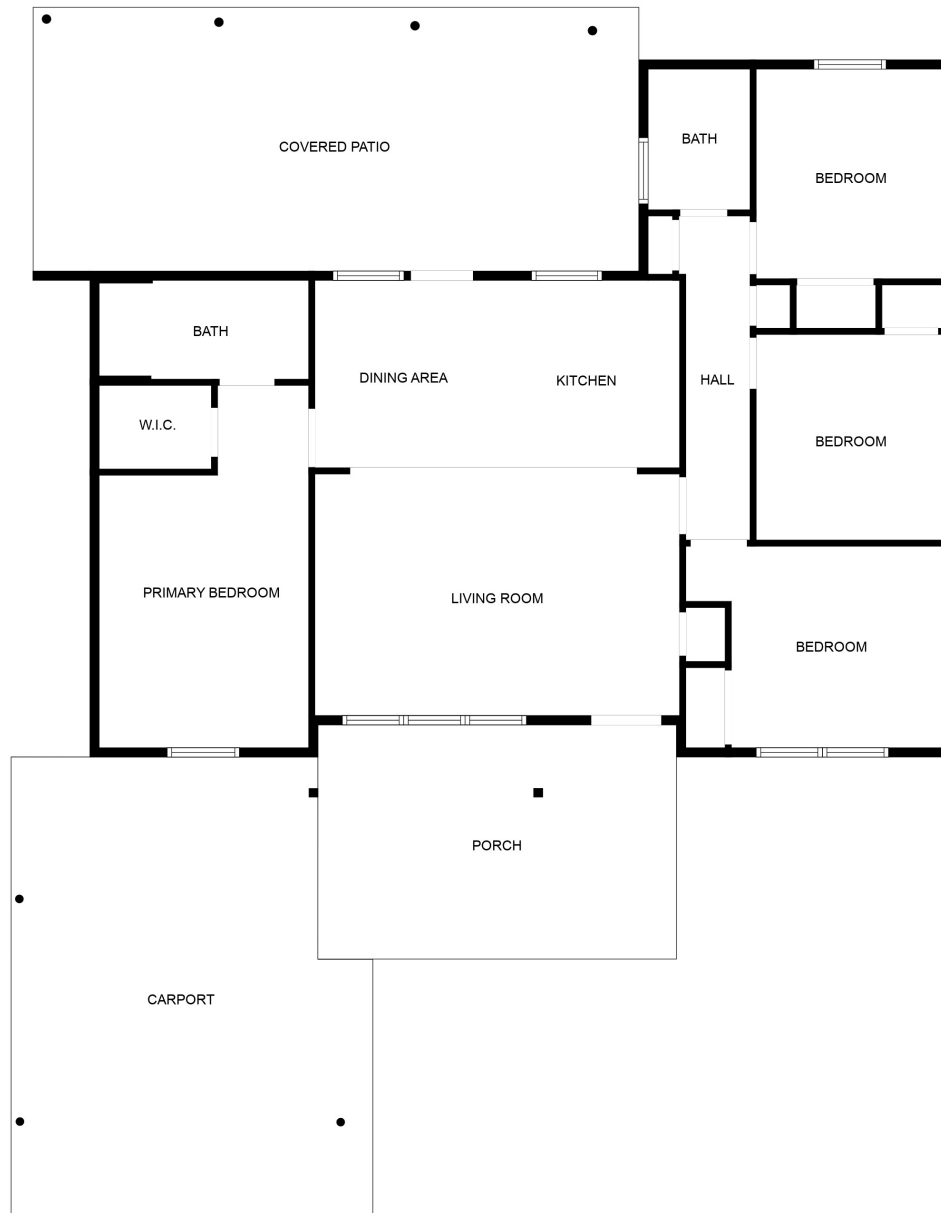 COVERED PATIO
BATH
BEDROOM
BATH
DINING AREA
KITCHEN
HALL
W.I.C.
BEDROOM
PRIMARY BEDROOM
LIVING ROOM
BEDROOM
PORCH
CARPORT